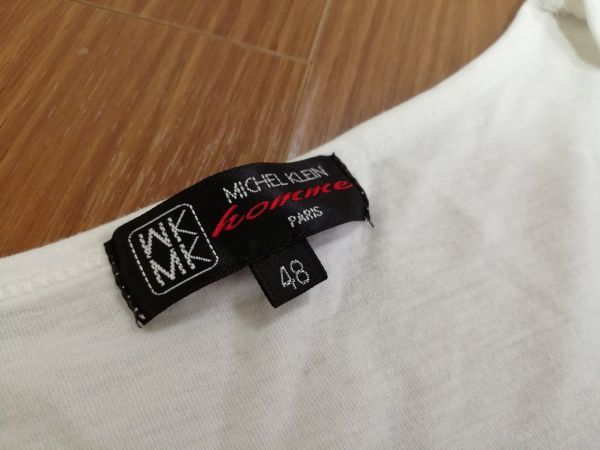 MICHEL KLEIN
homme
PARIS
MK
MK
48